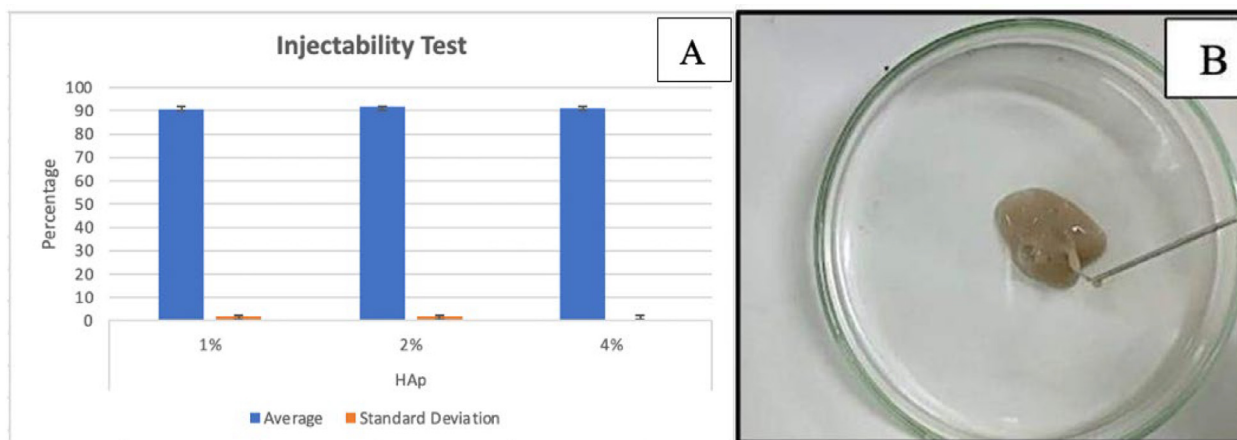 Injectability Test
A
B
100
90
80
70
60
50
40
30
20
10
0
Percentage
1% 2% 4%
HAp
Average Standard Deviation